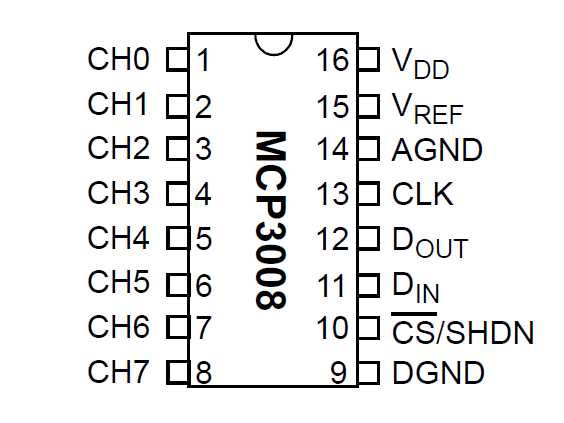 CH0 1 16 VDD
CH1 2 15 VREF
CH2 3 14 AGND
CH3 4 13 CLK
CH4 5 12 DOUT
CH5 6 11 DIN
CH6 7 10 C̅S̅/SHDN
CH7 8 9 DGND
MCP3008